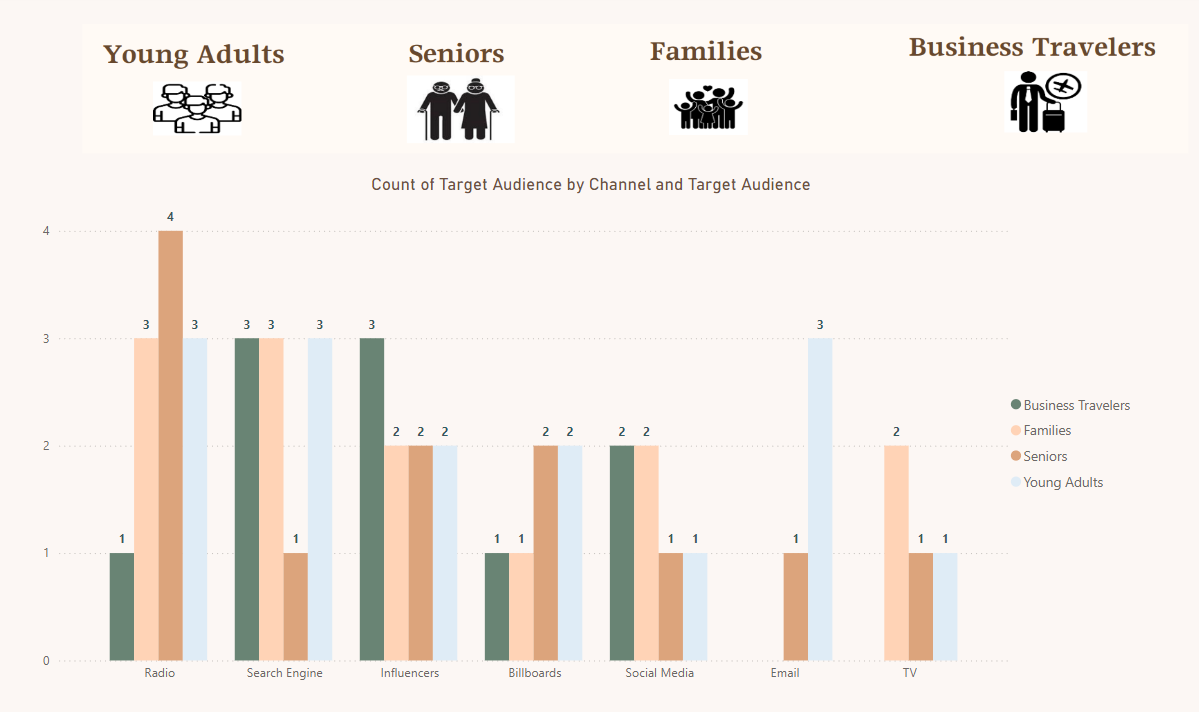 Young Adults
Seniors
Families
Business Travelers
Count of Target Audience by Channel and Target Audience
4
3
2
1
0
1
3
4
3
3
3
1
3
3
2
2
2
1
1
2
2
2
2
1
1
1
3
2
1
1
Radio
Search Engine
Influencers
Billboards
Social Media
Email
TV
Business Travelers
Families
Seniors
Young Adults